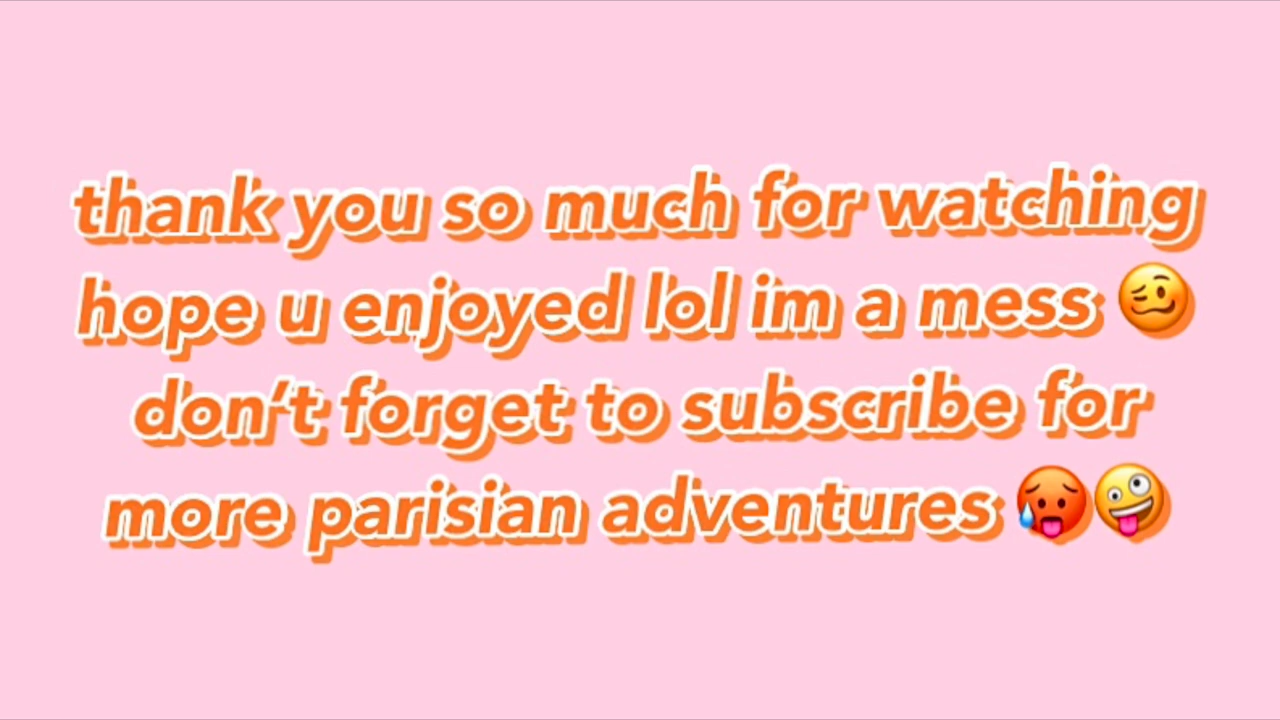 thank you so much for watching
hope u enjoyed lol im a mess 🥴
don't forget to subscribe for
more parisian adventures 🥵🤪